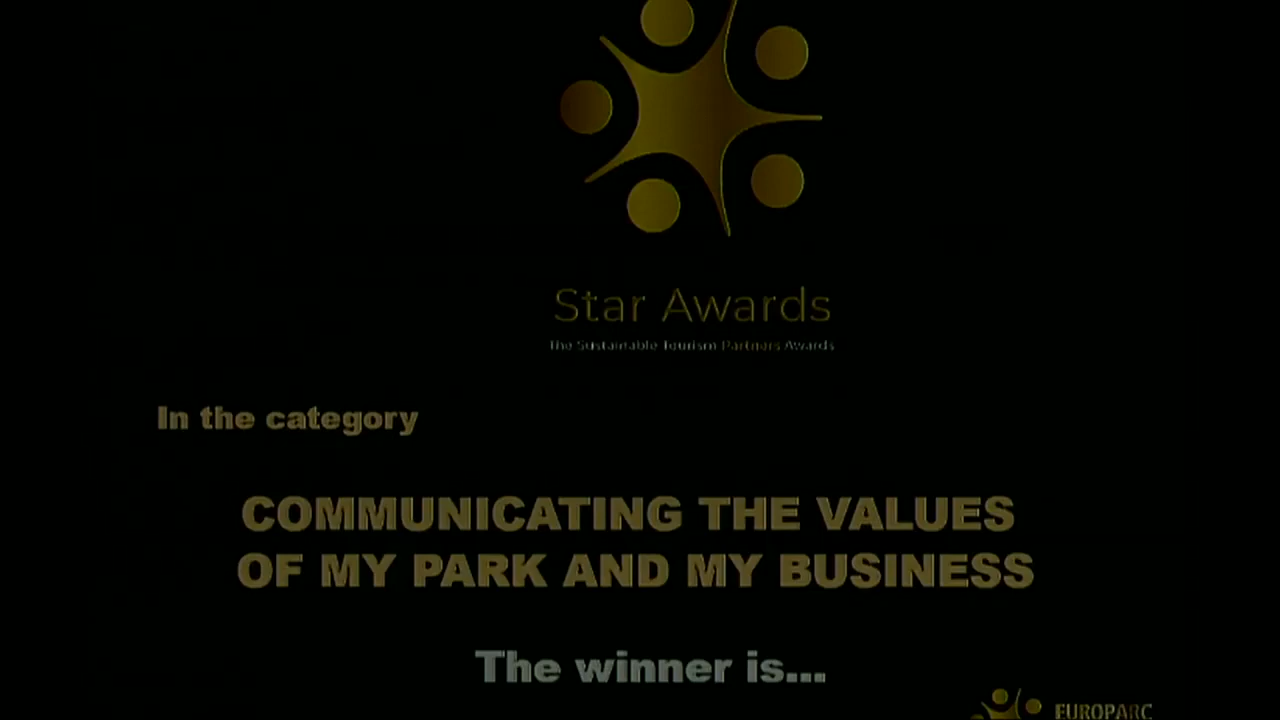 Star Awards
The Sustainable Tourism Partners Awards
In the category
COMMUNICATING THE VALUES
OF MY PARK AND MY BUSINESS
The winner is...
EUROPARC